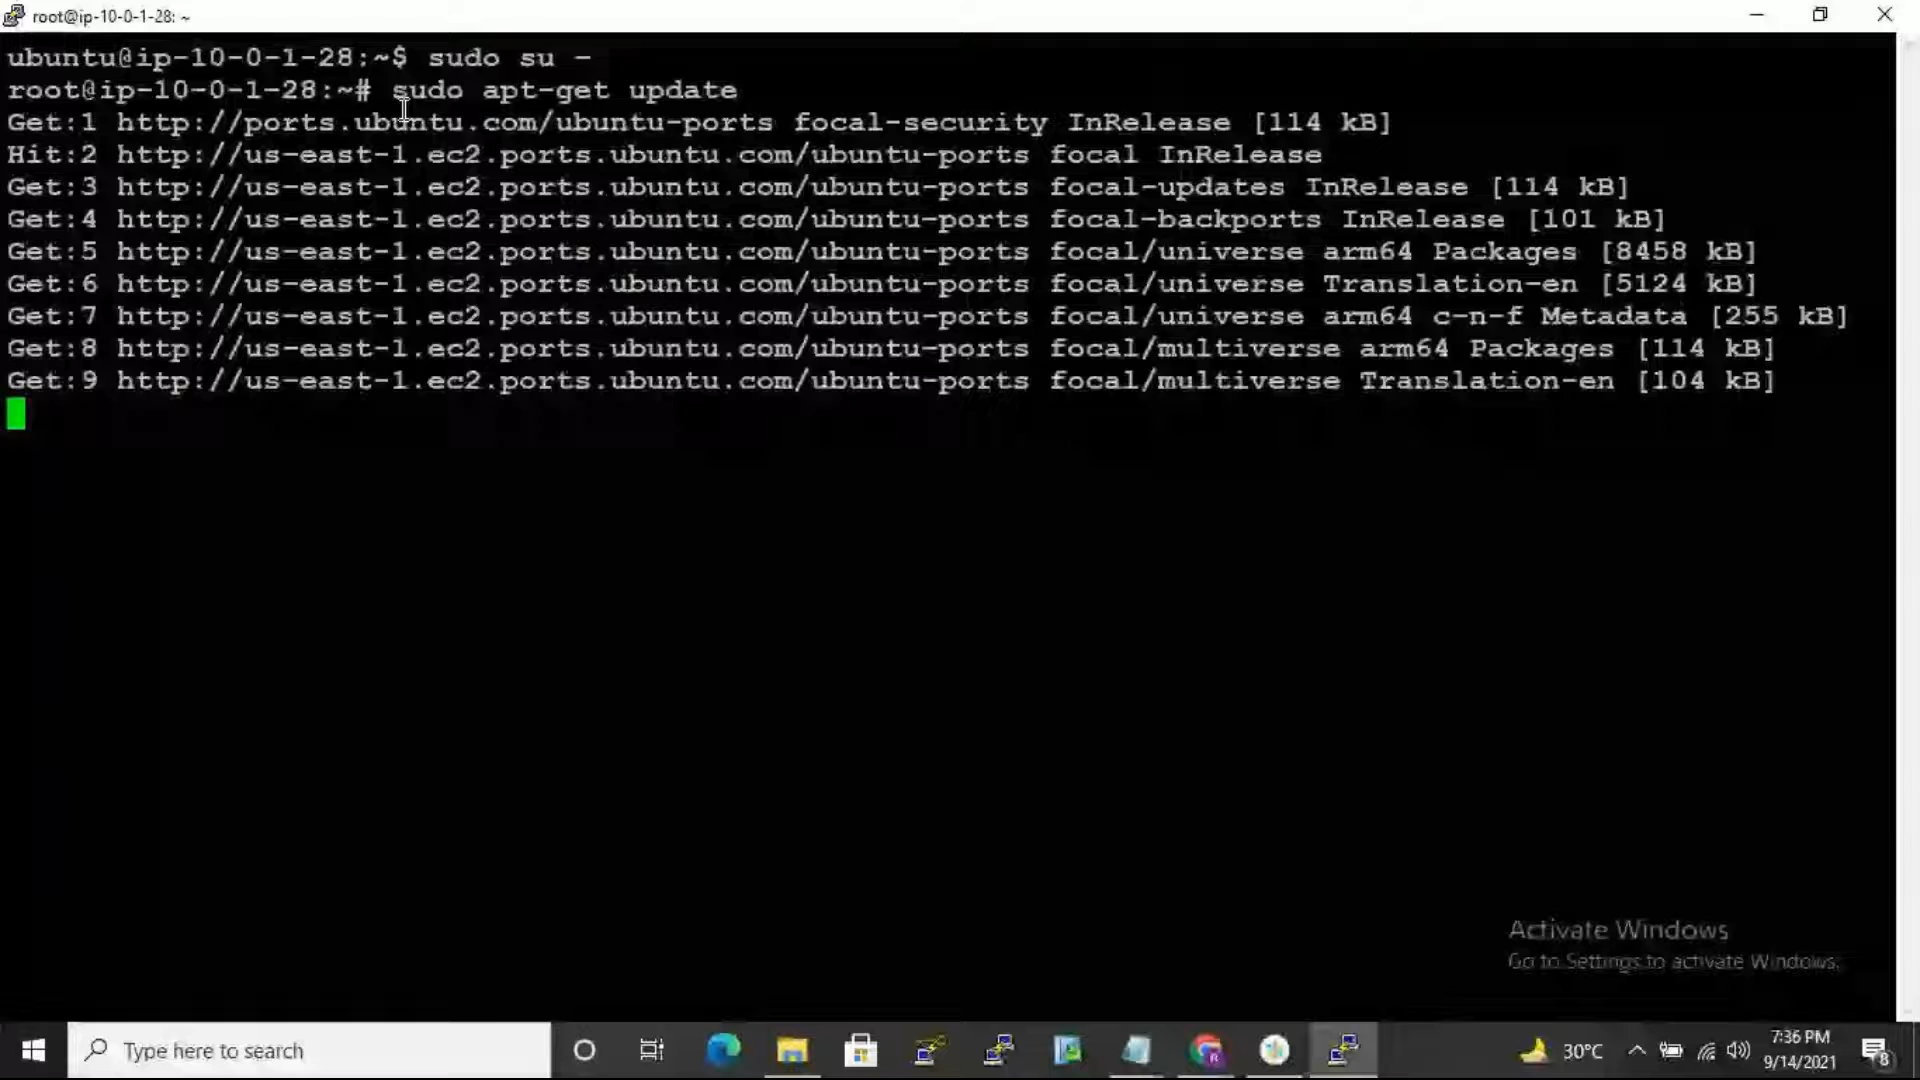 root@ip-10-0-1-28: ~
ubuntu@ip-10-0-1-28:~$ sudo su -
root@ip-10-0-1-28:~# sudo apt-get update
Get:1 http://ports.ubuntu.com/ubuntu-ports focal-security InRelease [114 kB]
Hit:2 http://us-east-1.ec2.ports.ubuntu.com/ubuntu-ports focal InRelease
Get:3 http://us-east-1.ec2.ports.ubuntu.com/ubuntu-ports focal-updates InRelease [114 kB]
Get:4 http://us-east-1.ec2.ports.ubuntu.com/ubuntu-ports focal-backports InRelease [101 kB]
Get:5 http://us-east-1.ec2.ports.ubuntu.com/ubuntu-ports focal/universe arm64 Packages [8458 kB]
Get:6 http://us-east-1.ec2.ports.ubuntu.com/ubuntu-ports focal/universe Translation-en [5124 kB]
Get:7 http://us-east-1.ec2.ports.ubuntu.com/ubuntu-ports focal/universe arm64 c-n-f Metadata [255 kB]
Get:8 http://us-east-1.ec2.ports.ubuntu.com/ubuntu-ports focal/multiverse arm64 Packages [114 kB]
Get:9 http://us-east-1.ec2.ports.ubuntu.com/ubuntu-ports focal/multiverse Translation-en [104 kB]
Activate Windows
Go to Settings to activate Windows.
Type here to search
R
30°C
7:36 PM
9/14/2021
8